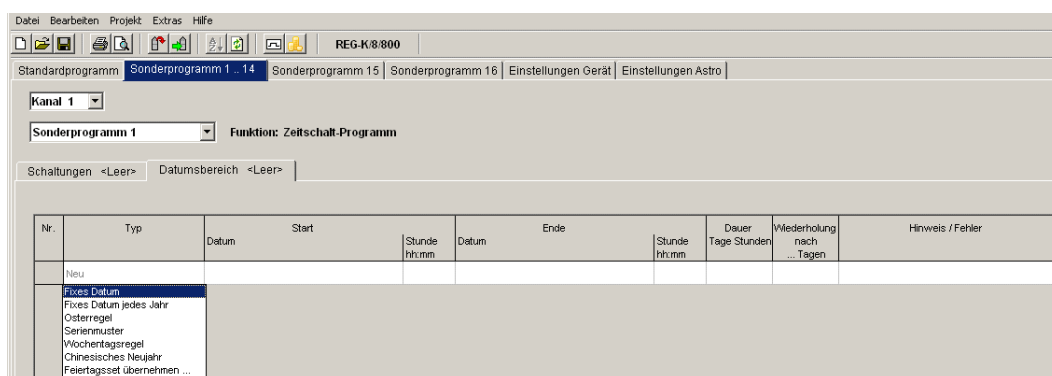 Datei Bearbeiten Projekt Extras Hilfe
REG-K/8/800
Standardprogramm Sonderprogramm 1 .. 14 Sonderprogramm 15 Sonderprogramm 16 Einstellungen Gerät Einstellungen Astro
Kanal 1
Sonderprogramm 1 Funktion: Zeitschalt-Programm
Schaltungen <Leer> Datumsbereich <Leer>
Nr. Typ Start Ende Dauer Wiederholung Hinweis / Fehler
Datum Stunde Datum Stunde Tage Stunden nach
hh:mm hh:mm ... Tagen
Neu
Fixes Datum
Fixes Datum jedes Jahr
Osterregel
Serienmuster
Wochentagsregel
Chinesisches Neujahr
Feiertagsset übernehmen ...